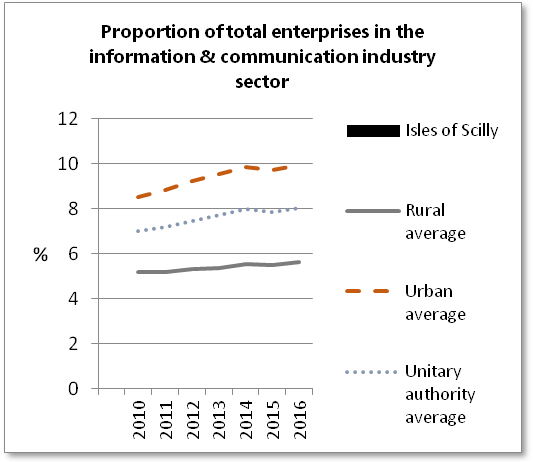 Proportion of total enterprises in the
information & communication industry
sector
12
10
8
6
4
2
0
%
2010
2011
2012
2013
2014
2015
2016
Isles of Scilly
Rural
average
Urban
average
Unitary
authority
average